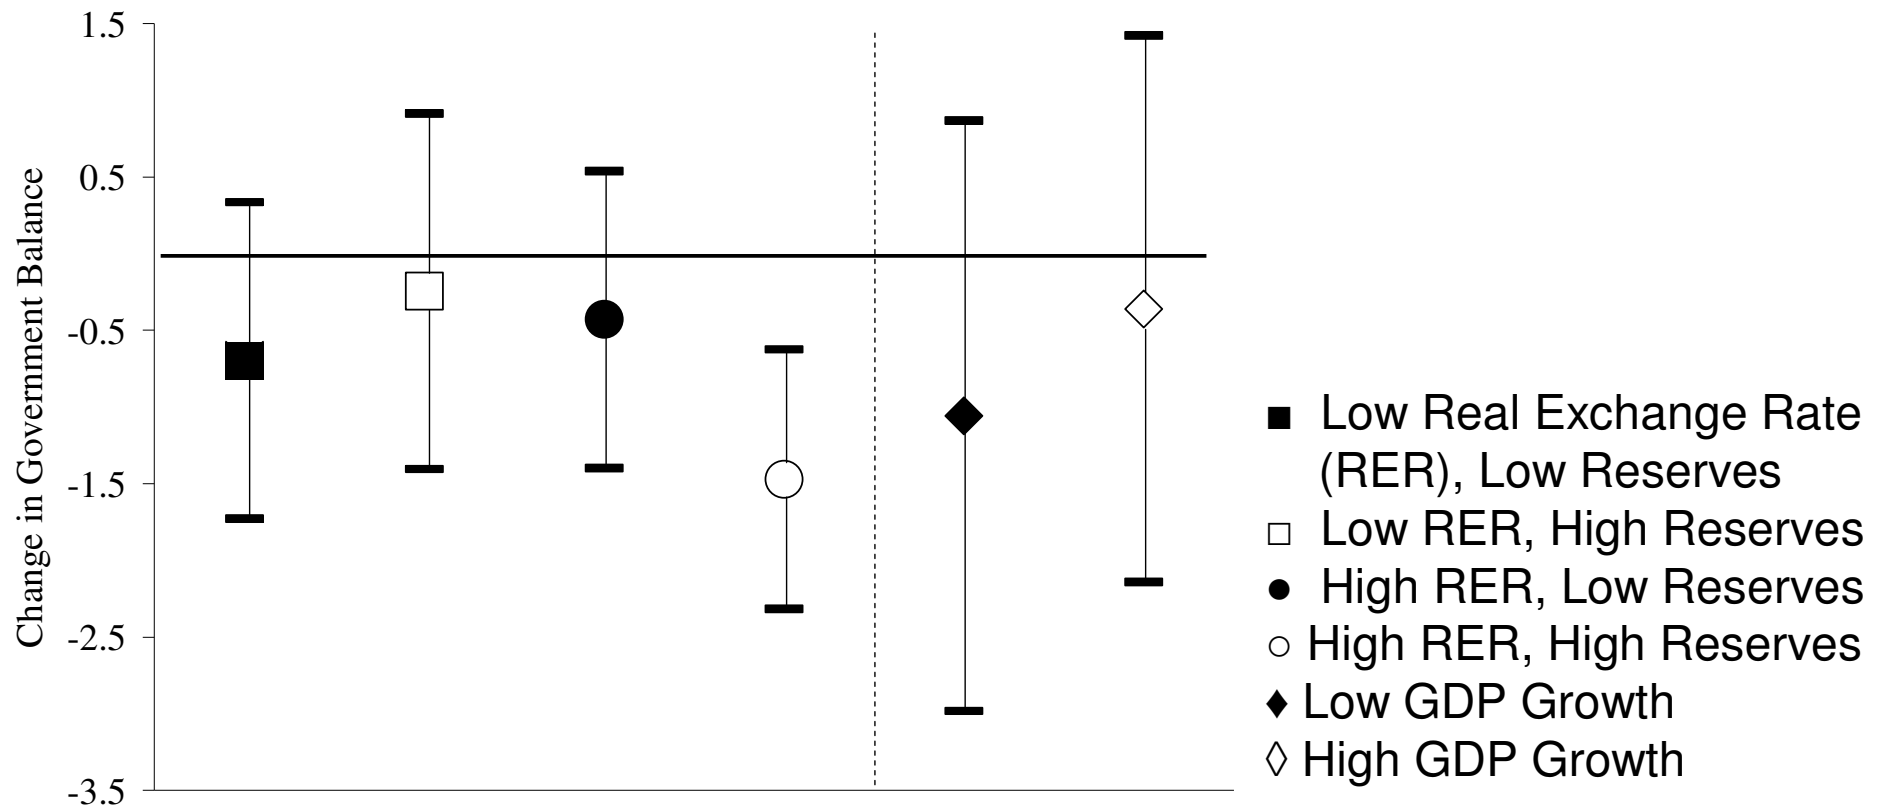 1.5
0.5
-0.5
-1.5
-2.5
-3.5
Change in Government Balance
Low Real Exchange Rate
(RER), Low Reserves
Low RER, High Reserves
High RER, Low Reserves
High RER, High Reserves
Low GDP Growth
High GDP Growth